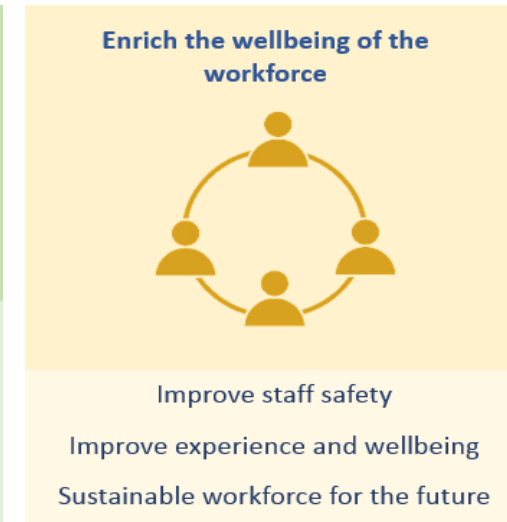 Enrich the wellbeing of the
workforce
Improve staff safety
Improve experience and wellbeing
Sustainable workforce for the future